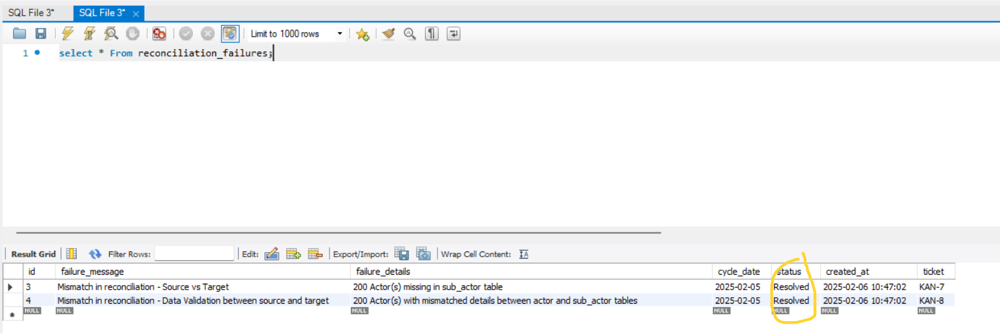 SQL File 3* SQL File 3* ×
Limit to 1000 rows
1 select * From reconciliation_failures;
Result Grid Filter Rows: Edit: Export/Import: Wrap Cell Content: IA
id failure_message failure_details cycle_date status created_at ticket
3 Mismatch in reconciliation - Source vs Target 200 Actor(s) missing in sub_actor table 2025-02-05 Resolved 2025-02-06 10:47:02 KAN-7
4 Mismatch in reconciliation - Data Validation between source and target 200 Actor(s) with mismatched details between actor and sub_actor tables 2025-02-05 Resolved 2025-02-06 10:47:02 KAN-8
NULL NULL NULL NULL NULL NULL NULL